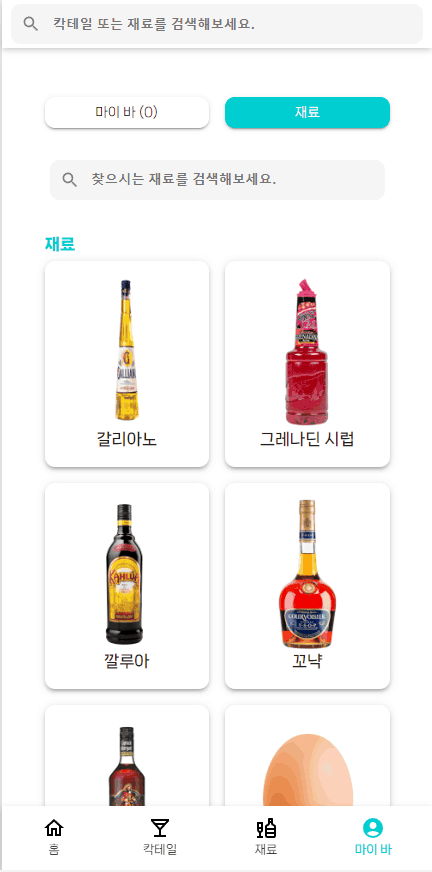 칵테일 또는 재료를 검색해보세요.
마이 바 (0)
재료
찾으시는 재료를 검색해보세요.
재료
갈리아노
그레나딘 시럽
KAHLÚA
COURVOISIER
V.S.O.P
깔루아
꼬냑
홈
칵테일
재료
마이 바